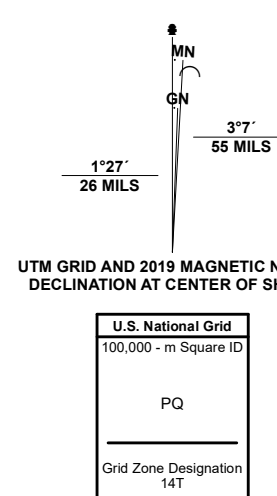 MN
GN
3°7´
55 MILS
1°27´
26 MILS
UTM GRID AND 2019 MAGNETIC N
DECLINATION AT CENTER OF SH
U.S. National Grid
100,000 - m Square ID
PQ
Grid Zone Designation
14T